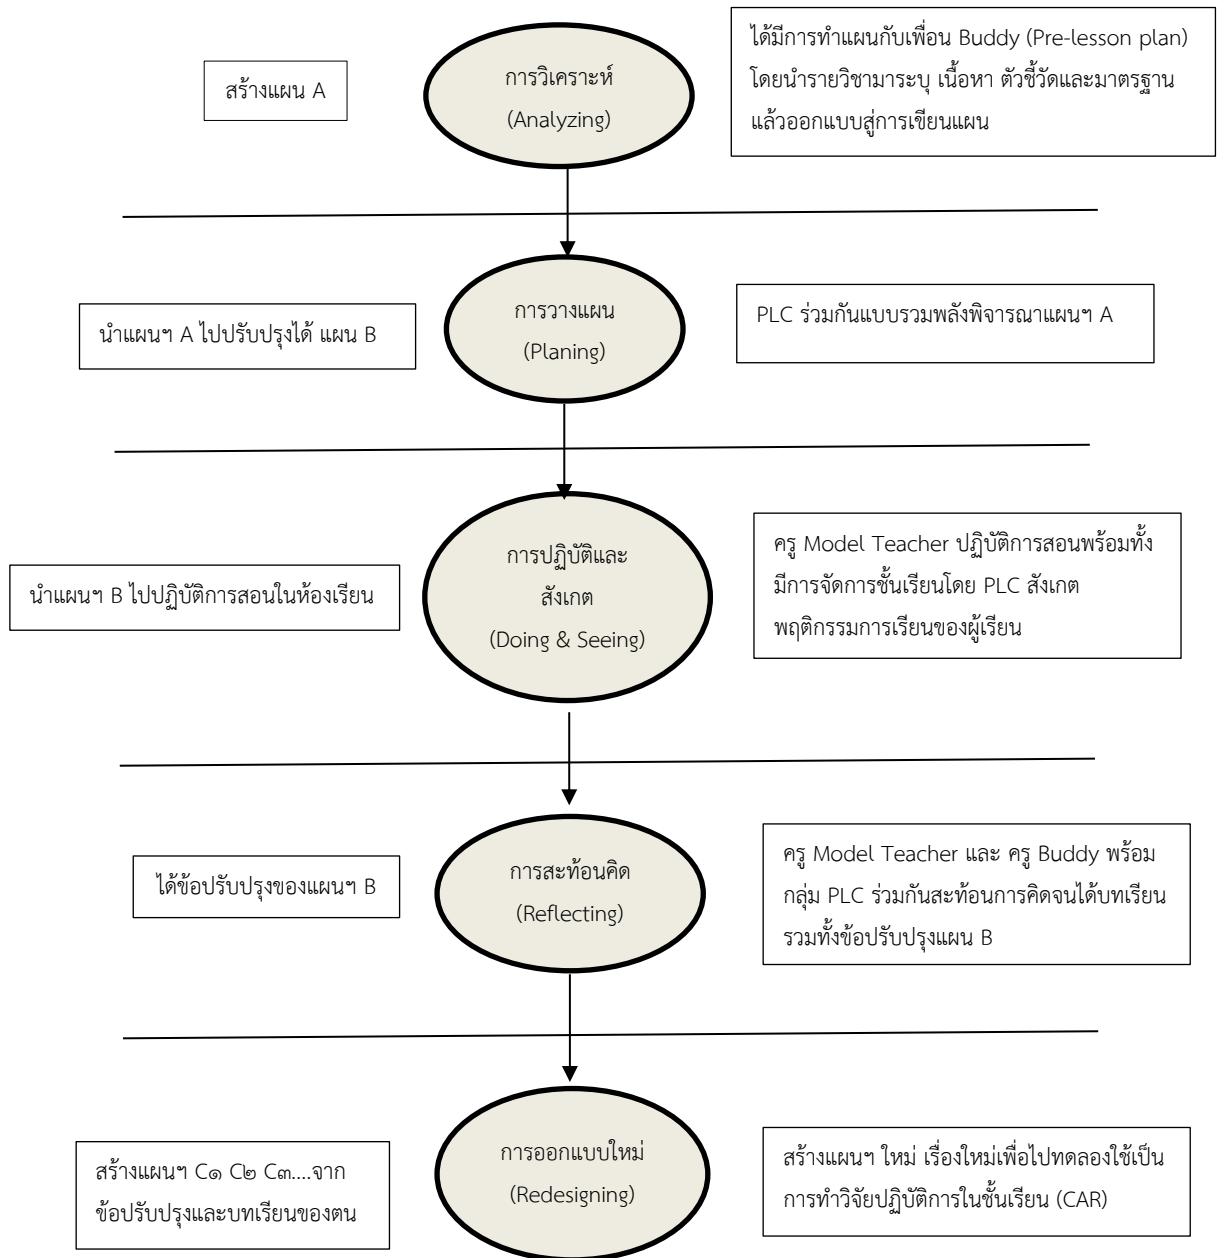 สร้างแผน A
การวิเคราะห์
(Analyzing)
ได้มีการทำแผนกับเพื่อน Buddy (Pre-lesson plan)
โดยนำรายวิชามาระบุ เนื้อหา ตัวชี้วัดและมาตรฐาน
แล้วออกแบบสู่การเขียนแผน
นำแผนฯ A ไปปรับปรุงได้ แผน B
การวางแผน
(Planing)
PLC ร่วมกันแบบรวมพลังพิจารณาแผนฯ A
นำแผนฯ B ไปปฏิบัติการสอนในห้องเรียน
การปฏิบัติและ
สังเกต
(Doing & Seeing)
ครู Model Teacher ปฏิบัติการสอนพร้อมทั้ง
มีการจัดการชั้นเรียนโดย PLC สังเกต
พฤติกรรมการเรียนของผู้เรียน
ได้ข้อปรับปรุงของแผนฯ B
การสะท้อนคิด
(Reflecting)
ครู Model Teacher และ ครู Buddy พร้อม
กลุ่ม PLC ร่วมกันสะท้อนการคิดจนได้บทเรียน
รวมทั้งข้อปรับปรุงแผน B
สร้างแผนฯ C๑ C๒ C๓....จาก
ข้อปรับปรุงและบทเรียนของตน
การออกแบบใหม่
(Redesigning)
สร้างแผนฯ ใหม่ เรื่องใหม่เพื่อไปทดลองใช้เป็น
การทำวิจัยปฏิบัติการในชั้นเรียน (CAR)